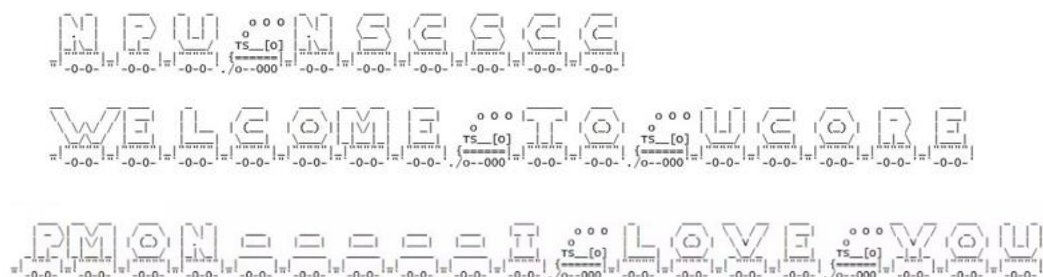 NPU NSCSCC
WELCOME TO UCORE
PMON-----I LOVE YOU